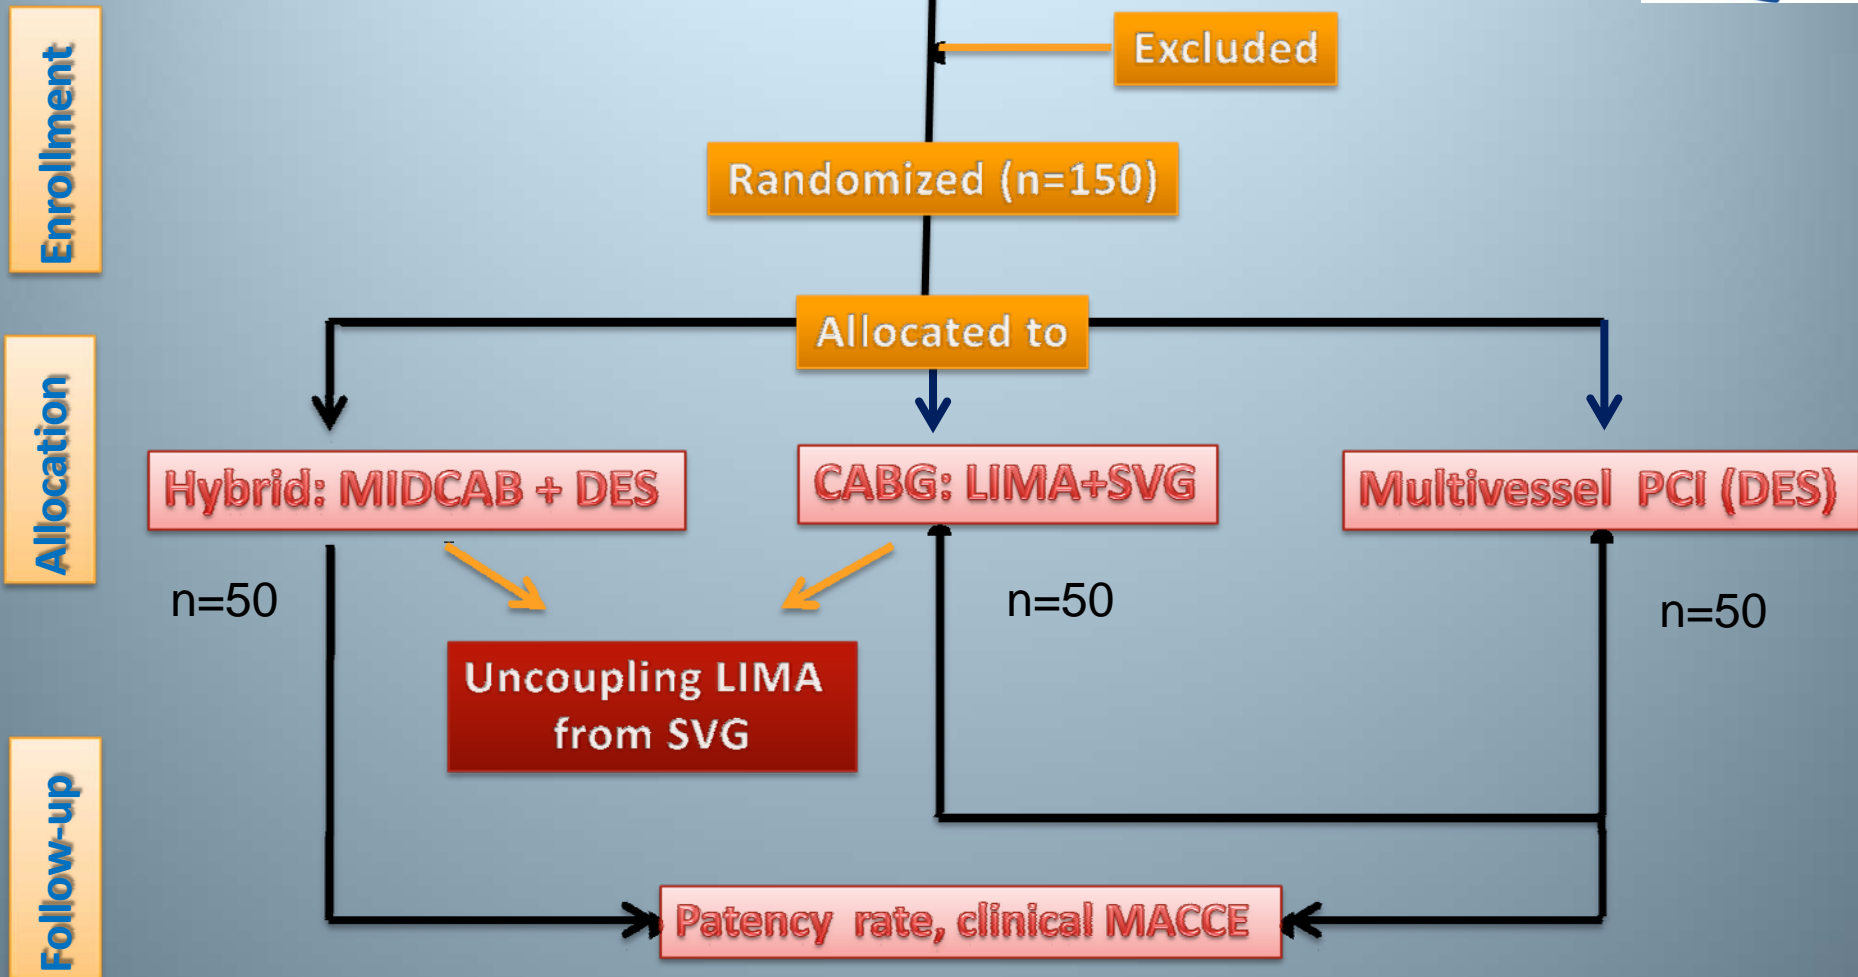 Enrollment
Excluded
Randomized (n=150)
Allocated to
Allocation
Hybrid: MIDCAB + DES
CABG: LIMA+SVG
Multivessel PCI (DES)
n=50
n=50
n=50
Uncoupling LIMA
from SVG
Follow-up
Patency rate, clinical MACCE